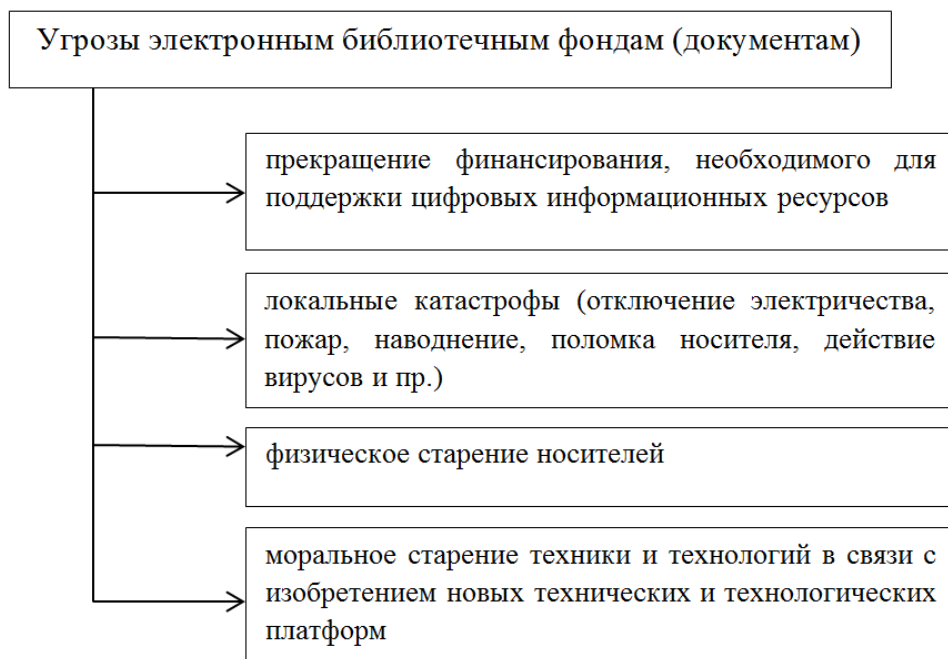 Угрозы электронным библиотечным фондам (документам)
прекращение финансирования, необходимого для
поддержки цифровых информационных ресурсов
локальные катастрофы (отключение электричества,
пожар, наводнение, поломка носителя, действие
вирусов и пр.)
физическое старение носителей
моральное старение техники и технологий в связи с
изобретением новых технических и технологических
платформ